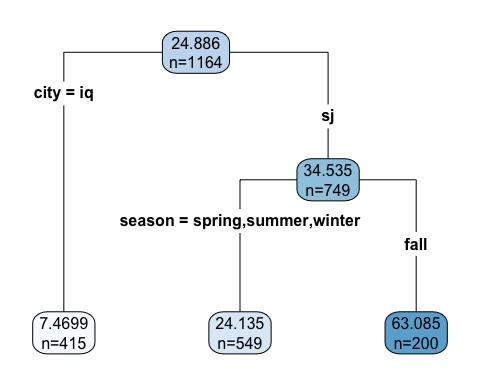 24.886
n=1164
city = iq
sj
34.535
n=749
season = spring,summer,winter
fall
7.4699
n=415
24.135
n=549
63.085
n=200